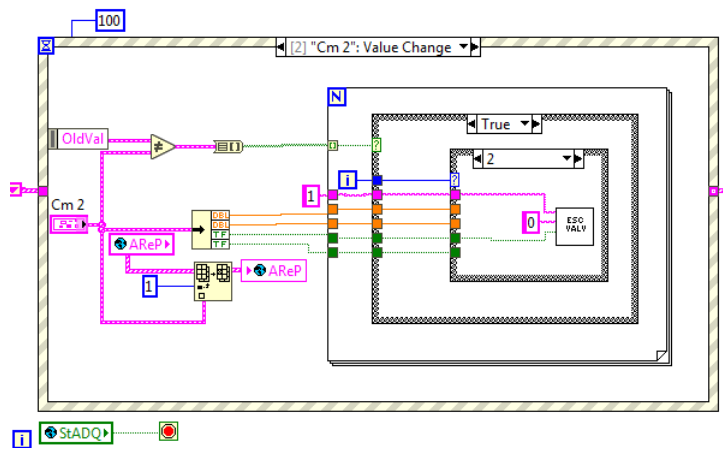 100
[2] "Cm 2": Value Change
N
OldVal
True
2
i
1
Cm 2
DBL
DBL
TF
TF
0
ESC
VALV
AReP
AReP
1
i
StADQ